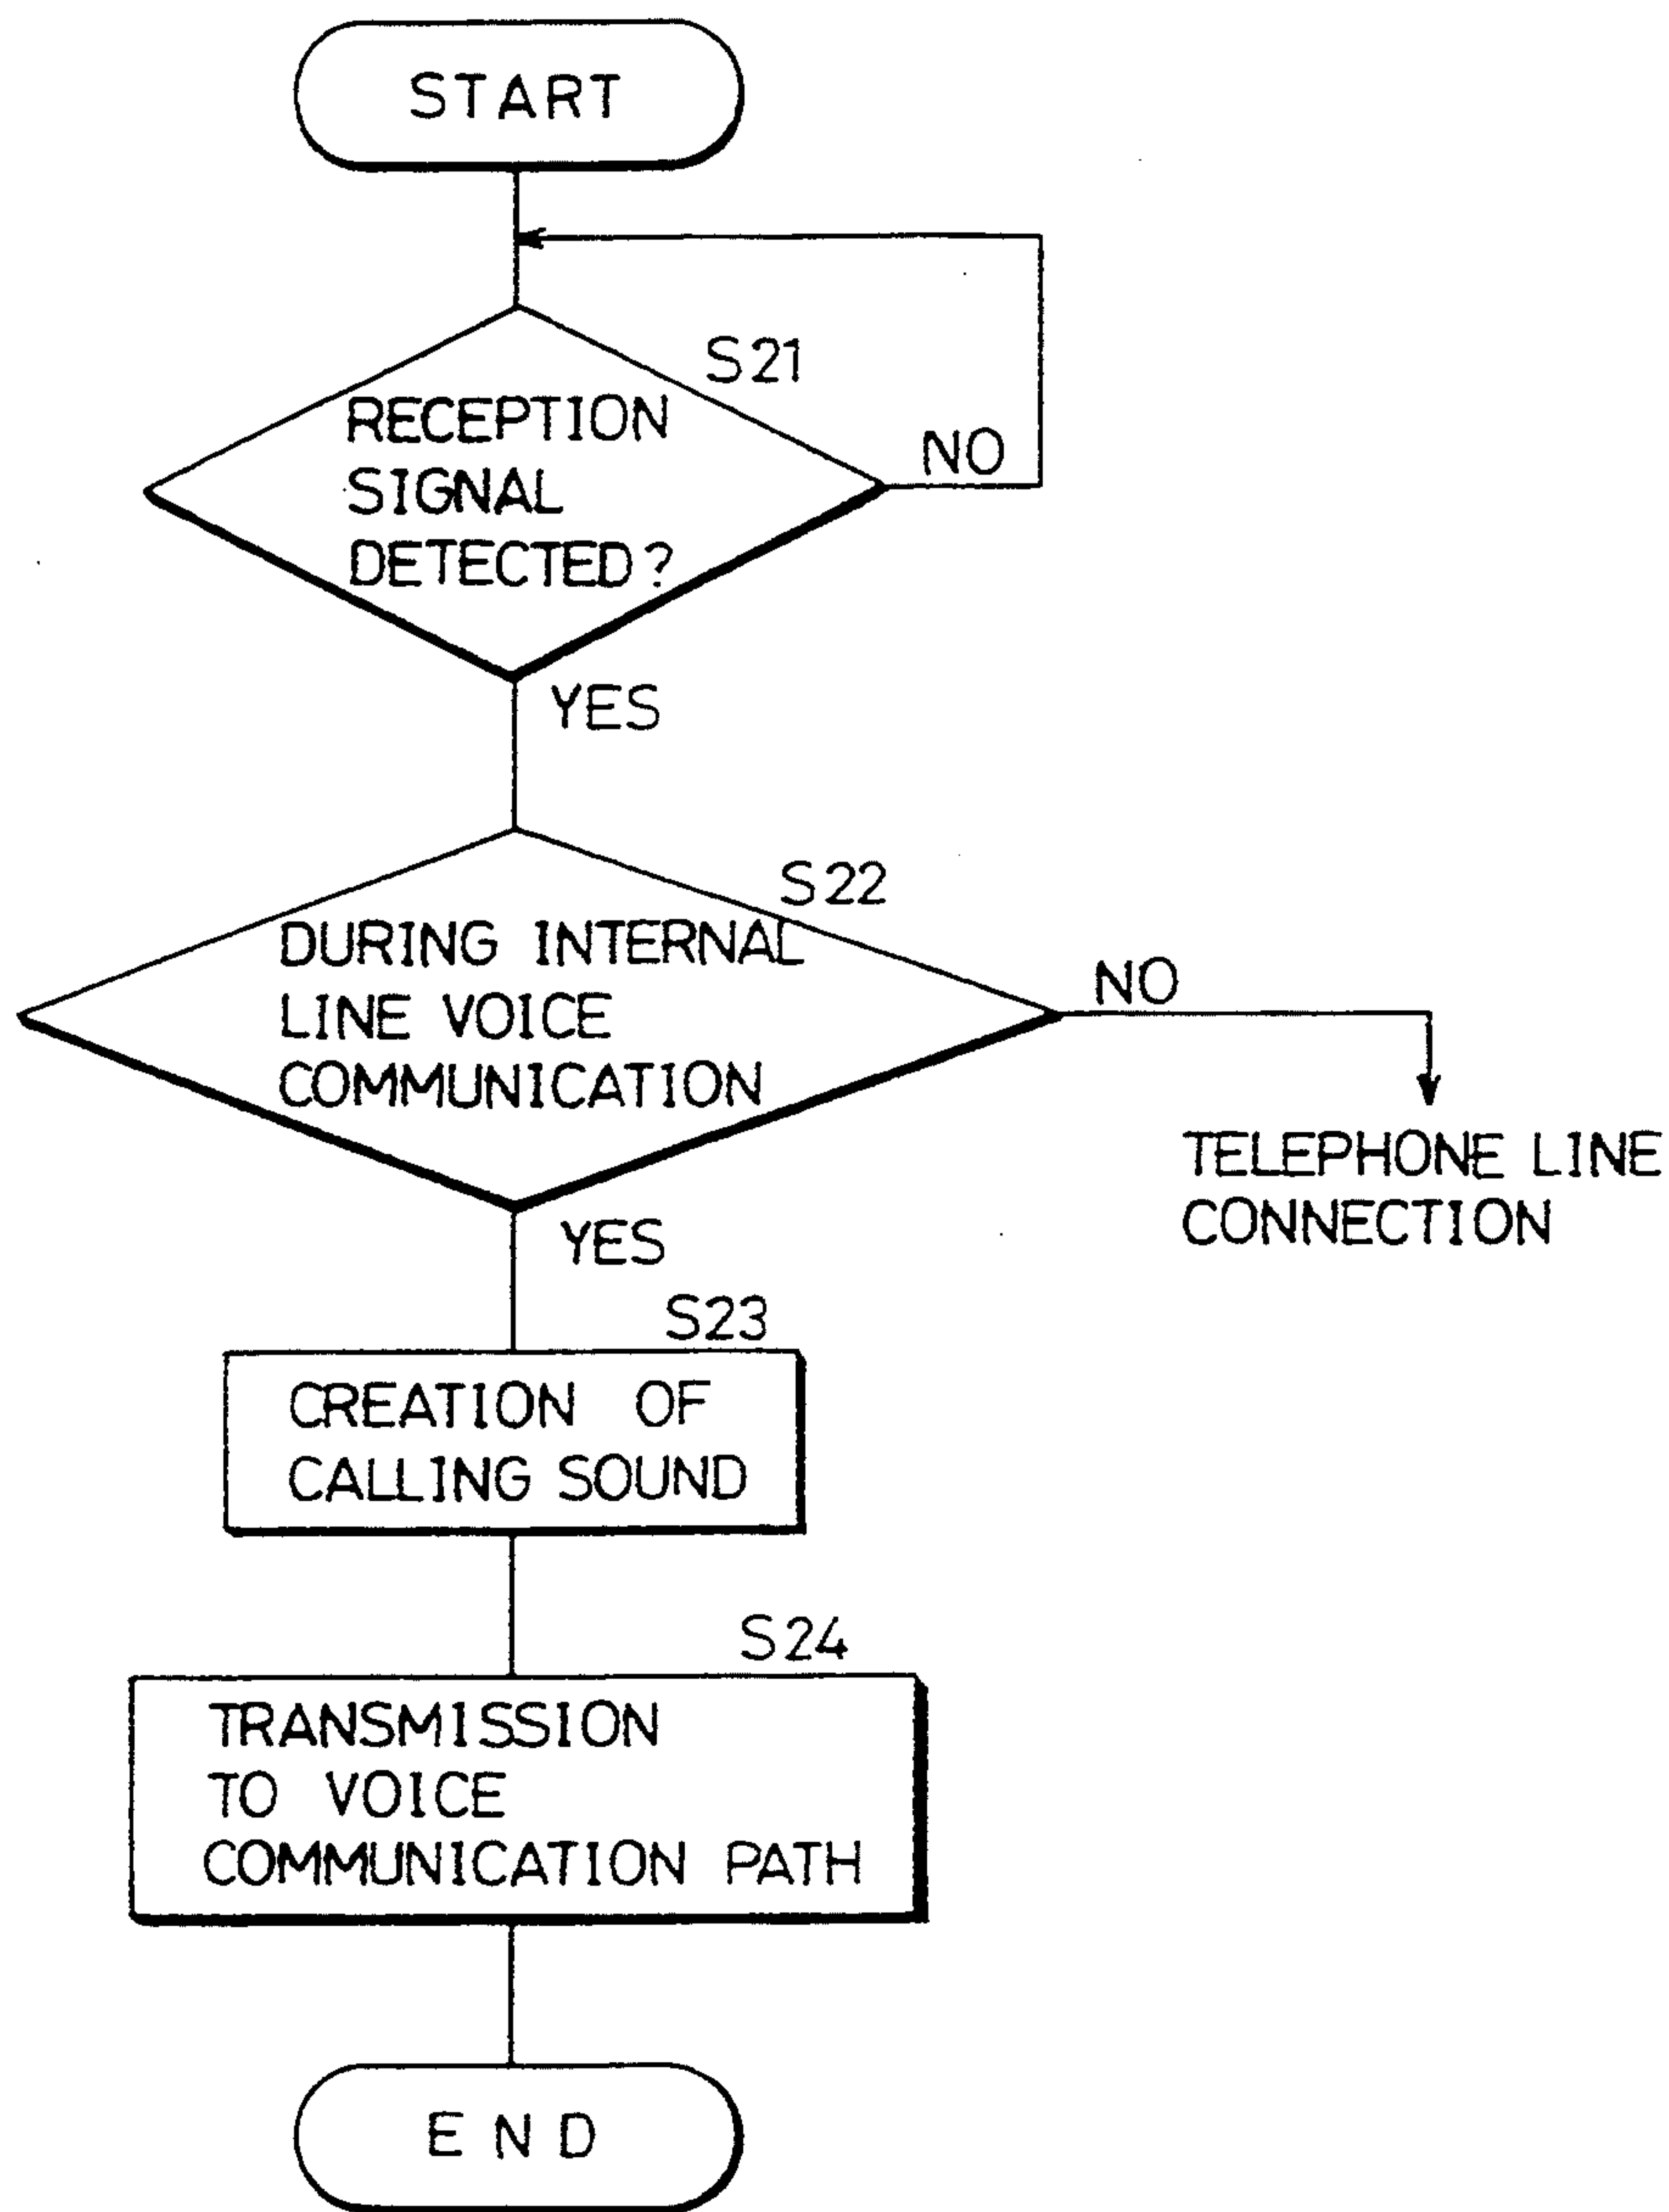 START
S21
RECEPTION
SIGNAL
DETECTED?
NO
YES
S22
DURING INTERNAL
LINE VOICE
COMMUNICATION
NO
TELEPHONE LINE
CONNECTION
YES
S23
CREATION OF
CALLING SOUND
S24
TRANSMISSION
TO VOICE
COMMUNICATION PATH
END